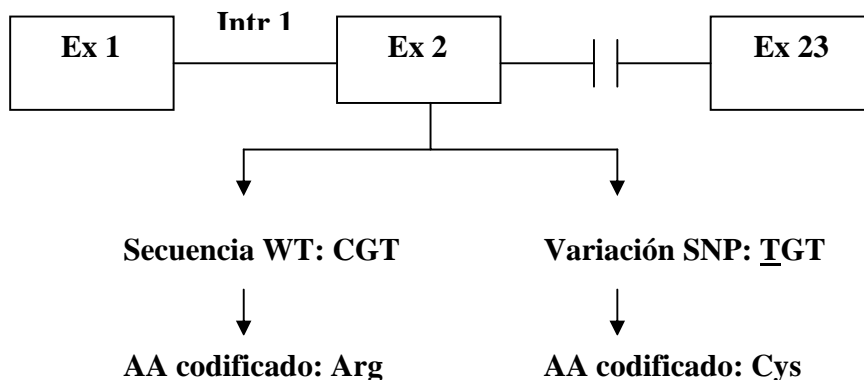 Intr 1
Ex 1 Ex 2 Ex 23
Secuencia WT: CGT Variación SNP: TGT
AA codificado: Arg AA codificado: Cys